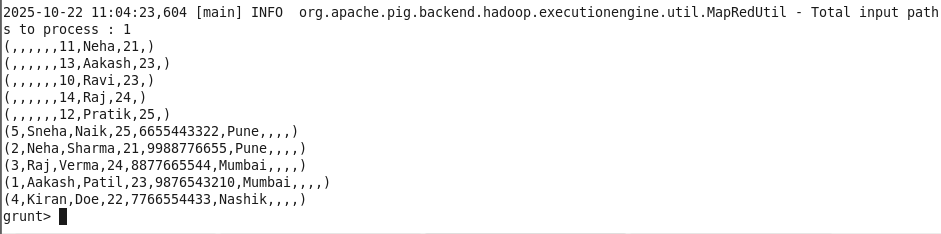 2025-10-22 11:04:23,604 [main] INFO  org.apache.pig.backend.hadoop.executionengine.util.MapRedUtil - Total input path
s to process : 1
(,,,,,,11,Neha,21,)
(,,,,,,13,Aakash,23,)
(,,,,,,10,Ravi,23,)
(,,,,,,14,Raj,24,)
(,,,,,,12,Pratik,25,)
(5,Sneha,Naik,25,6655443322,Pune,,,,)
(2,Neha,Sharma,21,9988776655,Pune,,,,)
(3,Raj,Verma,24,8877665544,Mumbai,,,,)
(1,Aakash,Patil,23,9876543210,Mumbai,,,,)
(4,Kiran,Doe,22,7766554433,Nashik,,,,)
grunt>